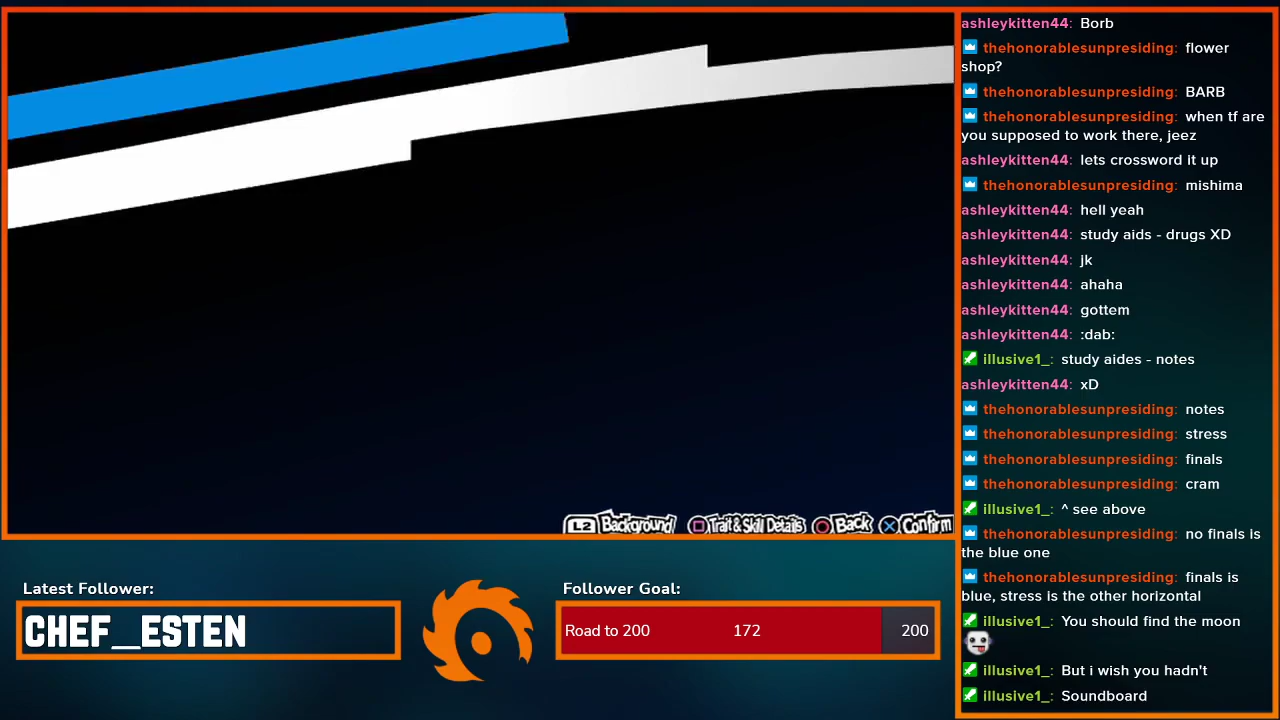 ashleykitten44: Borb
thehonorablesunpresiding: flower
shop?
thehonorablesunpresiding: BARB
thehonorablesunpresiding: when tf are
you supposed to work there, jeez
ashleykitten44: lets crossword it up
thehonorablesunpresiding: mishima
ashleykitten44: hell yeah
ashleykitten44: study aids - drugs XD
ashleykitten44: jk
ashleykitten44: ahaha
ashleykitten44: gottem
ashleykitten44: :dab:
illusive1_: study aides - notes
ashleykitten44: xD
thehonorablesunpresiding: notes
thehonorablesunpresiding: stress
thehonorablesunpresiding: finals
thehonorablesunpresiding: cram
illusive1_: ^ see above
thehonorablesunpresiding: no finals is
the blue one
thehonorablesunpresiding: finals is
blue, stress is the other horizontal
illusive1_: You should find the moon
illusive1_: But i wish you hadn't
illusive1_: Soundboard
L2 Background Trait & Skill Details Back Confirm
Latest Follower:
CHEF__ESTEN
Follower Goal:
Road to 200 172 200